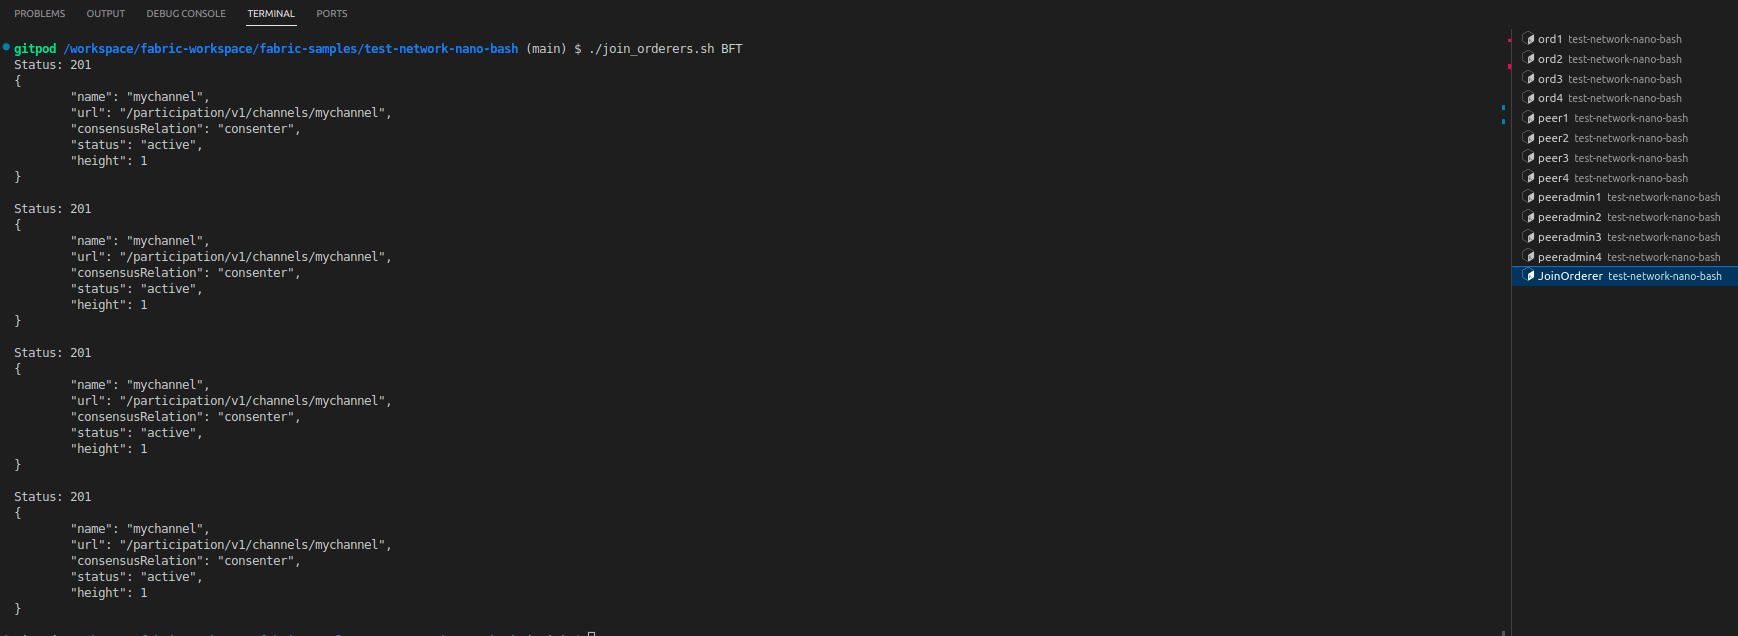 PROBLEMS OUTPUT DEBUG CONSOLE TERMINAL PORTS
gitpod /workspace/fabric-workspace/fabric-samples/test-network-nano-bash (main) $ ./join_orderers.sh BFT
Status: 201
{
"name": "mychannel",
"url": "/participation/v1/channels/mychannel",
"consensusRelation": "consenter",
"status": "active",
"height": 1
}
Status: 201
{
"name": "mychannel",
"url": "/participation/v1/channels/mychannel",
"consensusRelation": "consenter",
"status": "active",
"height": 1
}
Status: 201
{
"name": "mychannel",
"url": "/participation/v1/channels/mychannel",
"consensusRelation": "consenter",
"status": "active",
"height": 1
}
Status: 201
{
"name": "mychannel",
"url": "/participation/v1/channels/mychannel",
"consensusRelation": "consenter",
"status": "active",
"height": 1
}
ord1 test-network-nano-bash
ord2 test-network-nano-bash
ord3 test-network-nano-bash
ord4 test-network-nano-bash
peer1 test-network-nano-bash
peer2 test-network-nano-bash
peer3 test-network-nano-bash
peer4 test-network-nano-bash
peeradmin1 test-network-nano-bash
peeradmin2 test-network-nano-bash
peeradmin3 test-network-nano-bash
peeradmin4 test-network-nano-bash
JoinOrderer test-network-nano-bash